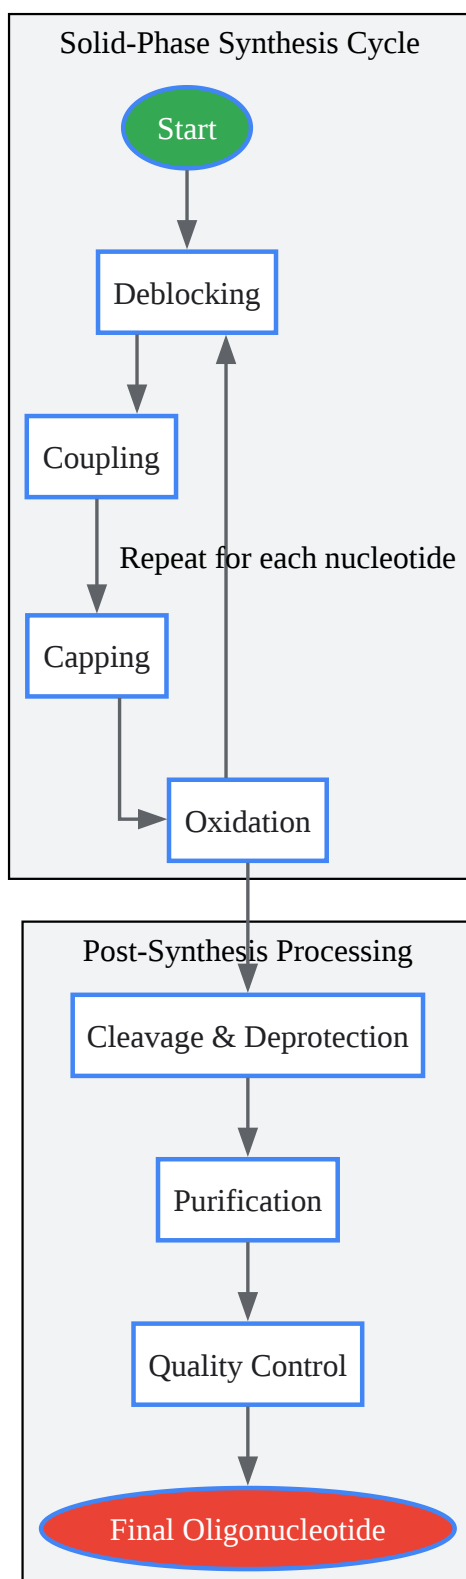 Solid-Phase Synthesis Cycle
Start
Deblocking
Coupling
Repeat for each nucleotide
Capping
Oxidation
Post-Synthesis Processing
Cleavage & Deprotection
Purification
Quality Control
Final Oligonucleotide